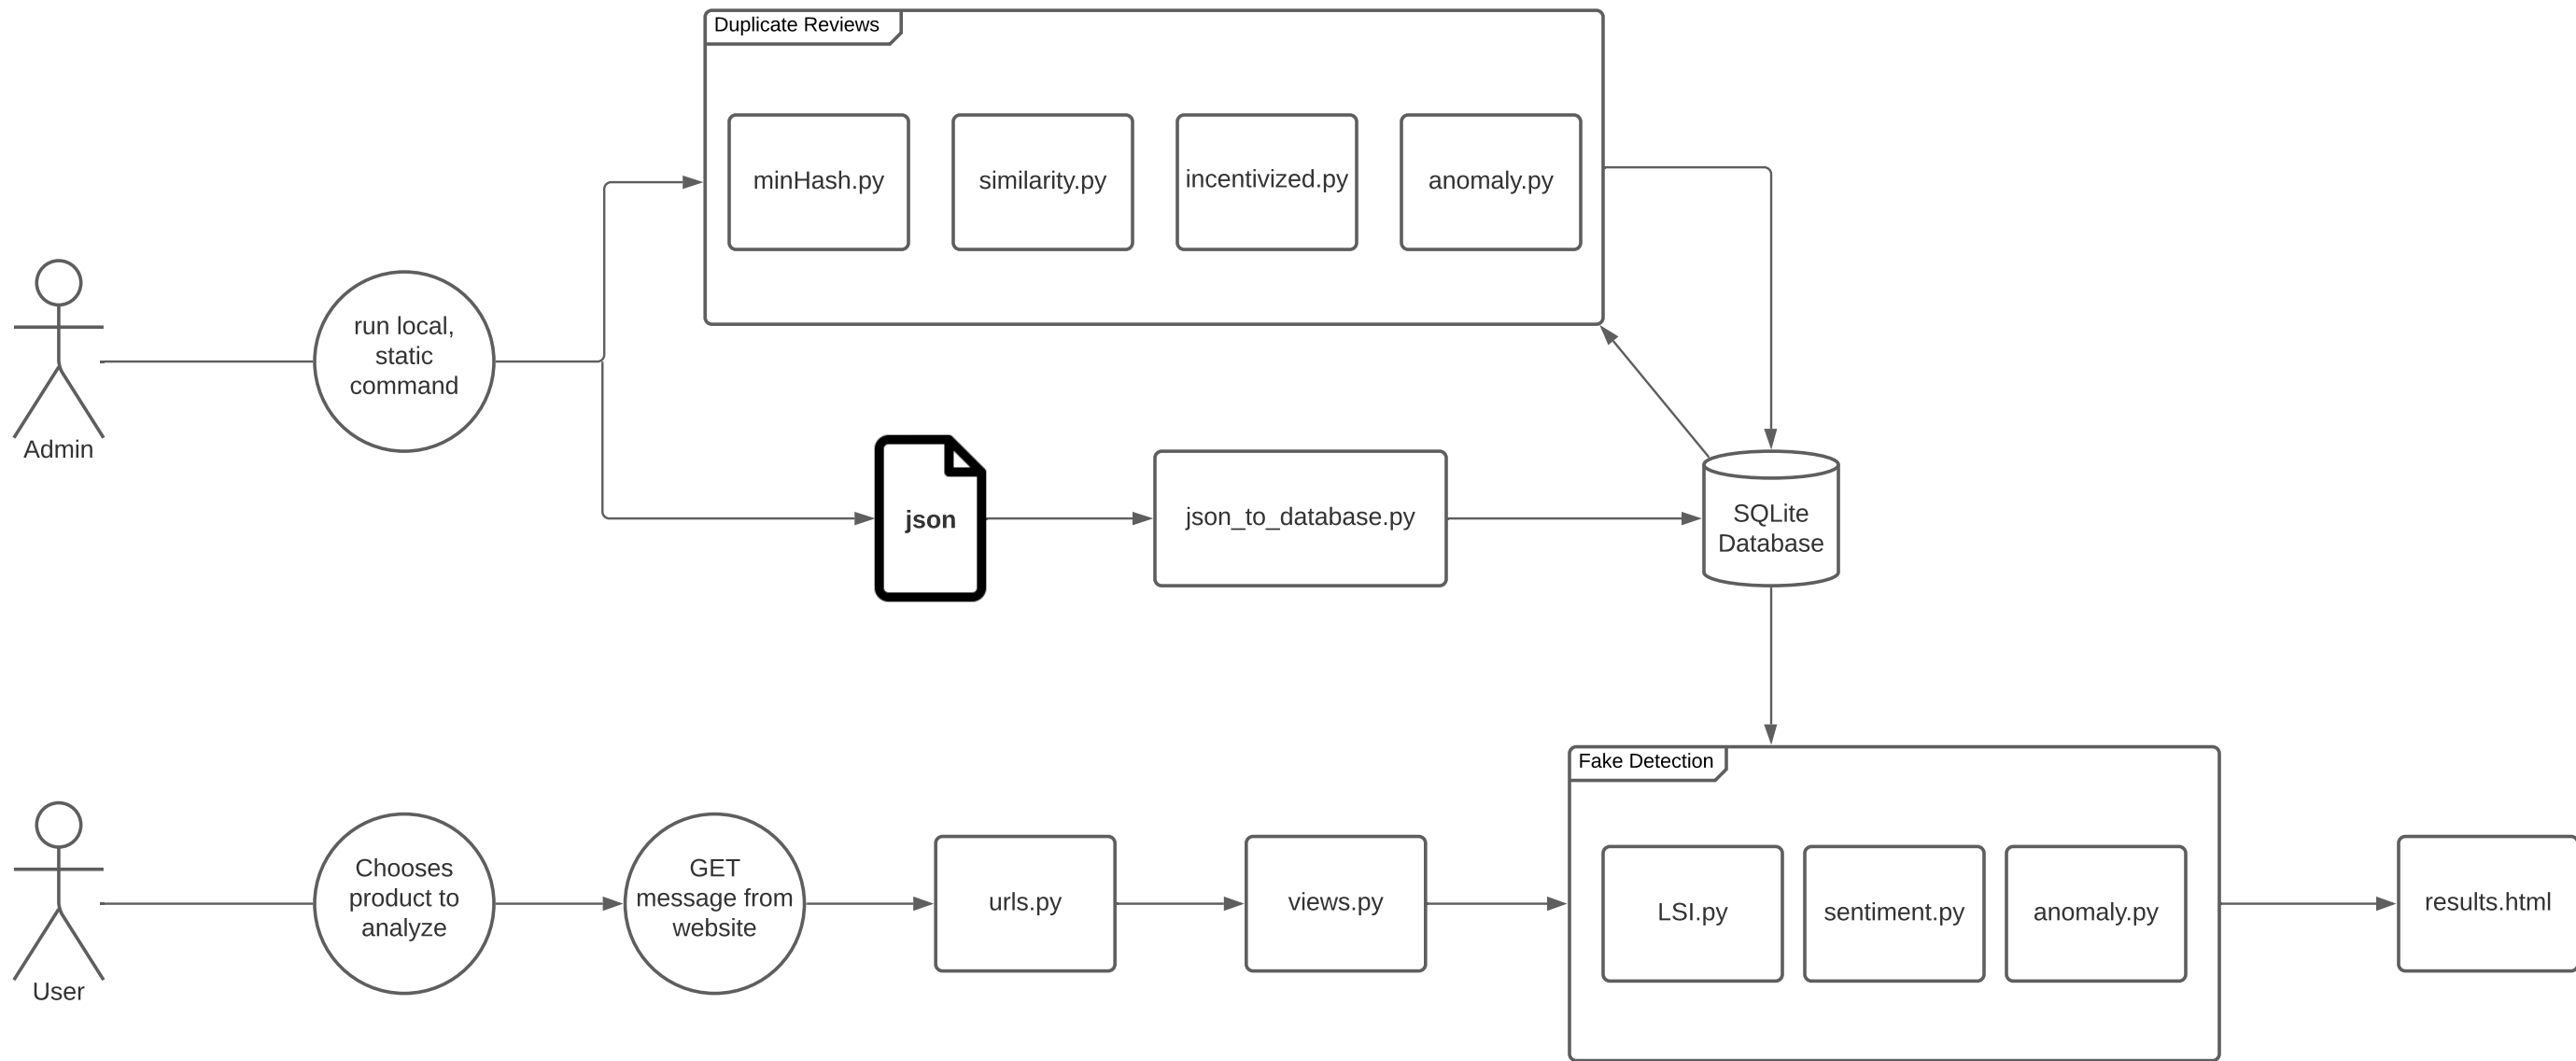 Duplicate Reviews
minHash.py
similarity.py
incentivized.py
anomaly.py
run local,
static
command
Admin
json
json_to_database.py
SQLite
Database
Fake Detection
Chooses
product to
analyze
GET
message from
website
urls.py
views.py
LSI.py
sentiment.py
anomaly.py
results.html
User